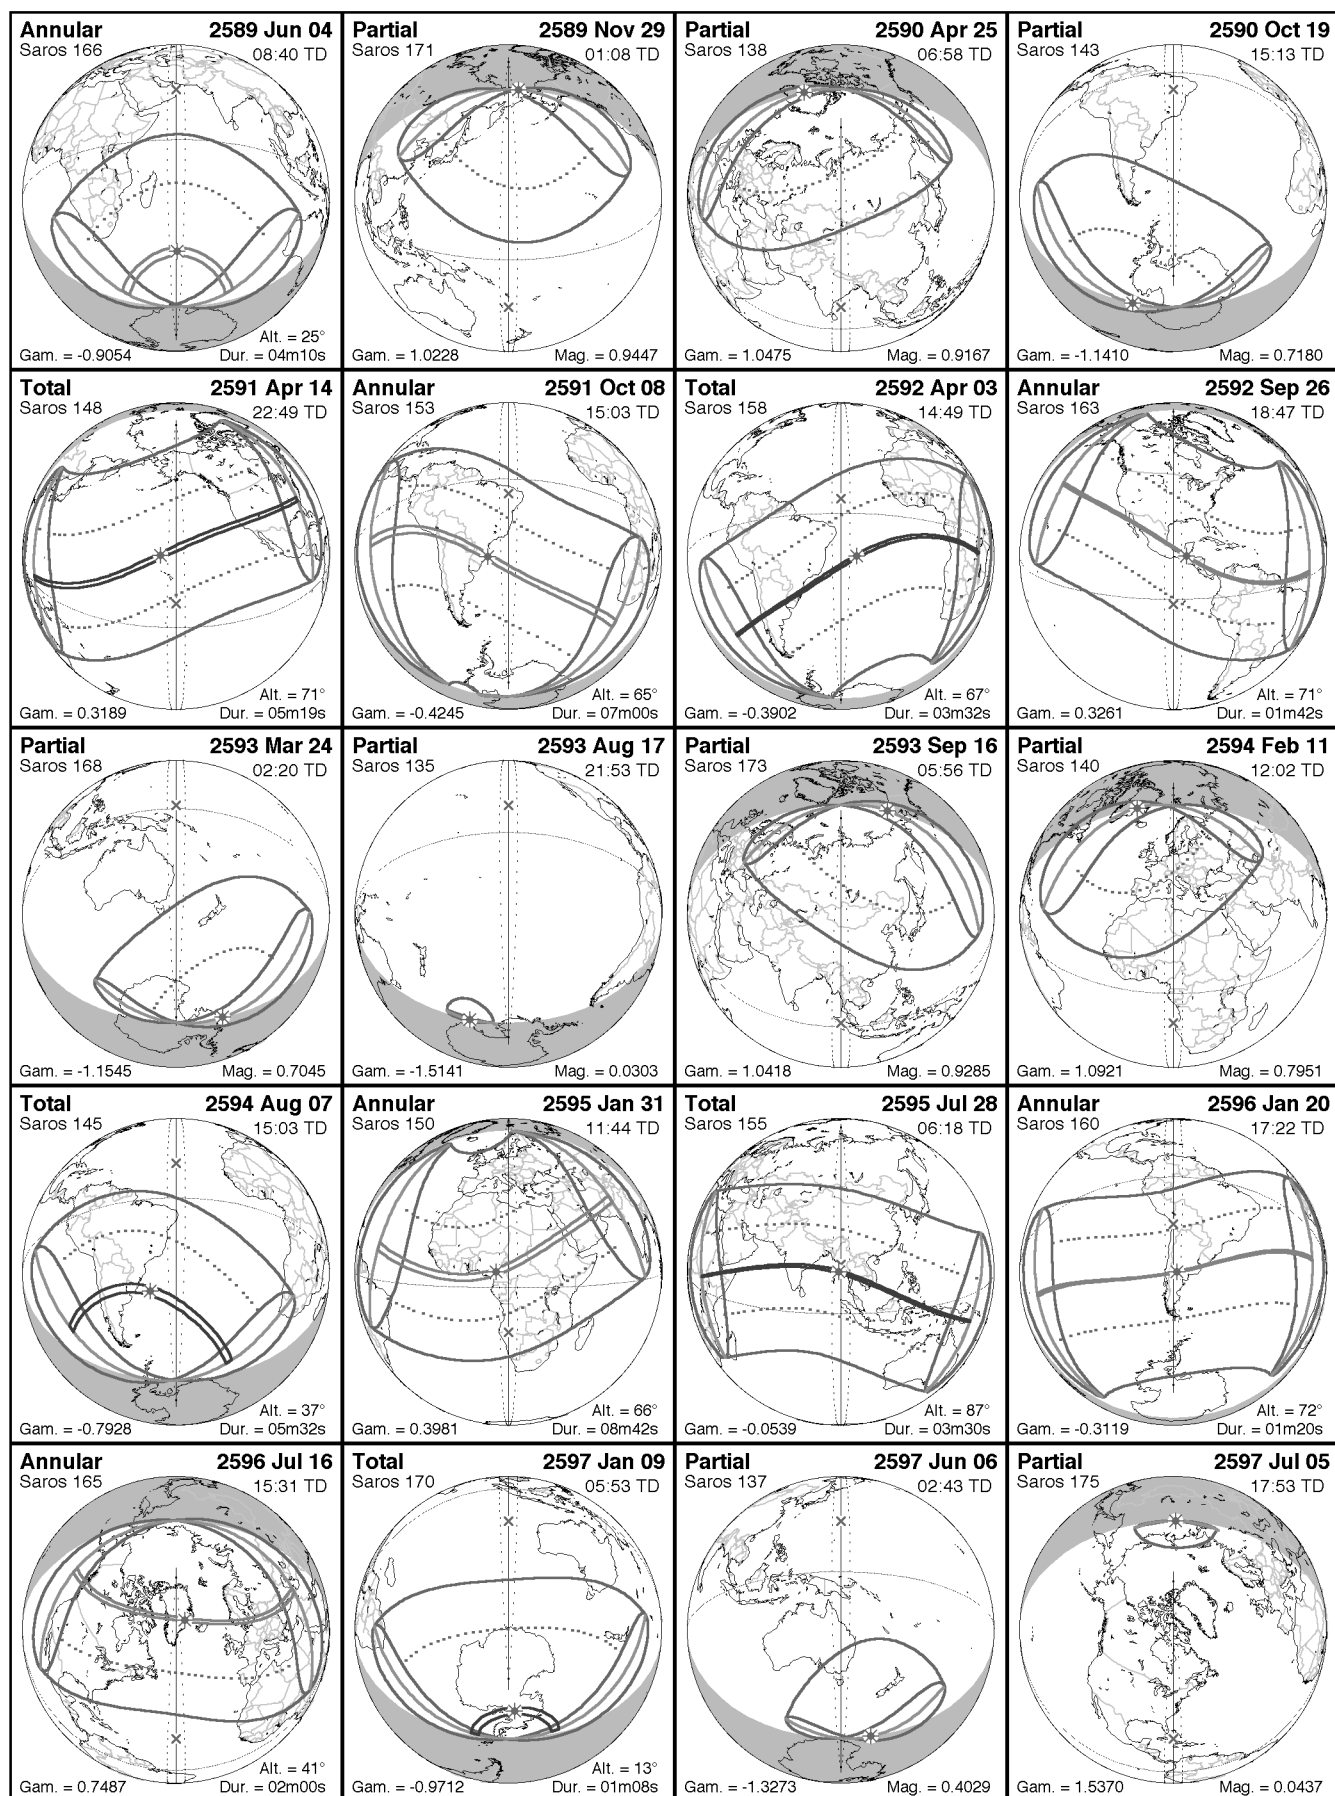 Annular 2589 Jun 04
Saros 166 08:40 TD
Alt. = 25°
Gam. = -0.9054 Dur. = 04m10s
Partial 2589 Nov 29
Saros 171 01:08 TD
Gam. = 1.0228 Mag. = 0.9447
Partial 2590 Apr 25
Saros 138 06:58 TD
Gam. = 1.0475 Mag. = 0.9167
Partial 2590 Oct 19
Saros 143 15:13 TD
Gam. = -1.1410 Mag. = 0.7180
Total 2591 Apr 14
Saros 148 22:49 TD
Alt. = 71°
Gam. = 0.3189 Dur. = 05m19s
Annular 2591 Oct 08
Saros 153 15:03 TD
Alt. = 65°
Gam. = -0.4245 Dur. = 07m00s
Total 2592 Apr 03
Saros 158 14:49 TD
Alt. = 67°
Gam. = -0.3902 Dur. = 03m32s
Annular 2592 Sep 26
Saros 163 18:47 TD
Alt. = 71°
Gam. = 0.3261 Dur. = 01m42s
Partial 2593 Mar 24
Saros 168 02:20 TD
Gam. = -1.1545 Mag. = 0.7045
Partial 2593 Aug 17
Saros 135 21:53 TD
Gam. = -1.5141 Mag. = 0.0303
Partial 2593 Sep 16
Saros 173 05:56 TD
Gam. = 1.0418 Mag. = 0.9285
Partial 2594 Feb 11
Saros 140 12:02 TD
Gam. = 1.0921 Mag. = 0.7951
Total 2594 Aug 07
Saros 145 15:03 TD
Alt. = 37°
Gam. = -0.7928 Dur. = 05m32s
Annular 2595 Jan 31
Saros 150 11:44 TD
Alt. = 66°
Gam. = 0.3981 Dur. = 08m42s
Total 2595 Jul 28
Saros 155 06:18 TD
Alt. = 87°
Gam. = -0.0539 Dur. = 03m30s
Annular 2596 Jan 20
Saros 160 17:22 TD
Alt. = 72°
Gam. = -0.3119 Dur. = 01m20s
Annular 2596 Jul 16
Saros 165 15:31 TD
Alt. = 41°
Gam. = 0.7487 Dur. = 02m00s
Total 2597 Jan 09
Saros 170 05:53 TD
Alt. = 13°
Gam. = -0.9712 Dur. = 01m08s
Partial 2597 Jun 06
Saros 137 02:43 TD
Gam. = -1.3273 Mag. = 0.4029
Partial 2597 Jul 05
Saros 175 17:53 TD
Gam. = 1.5370 Mag. = 0.0437